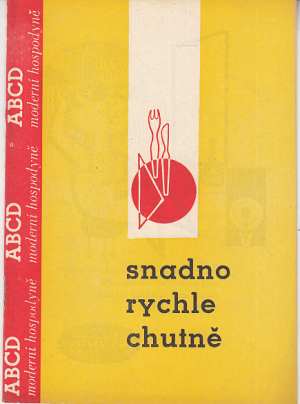 ABCD
moderní hospodyně
ABCD
moderní hospodyně
ABCD
moderní hospodyně
snadno
rychle
chutně